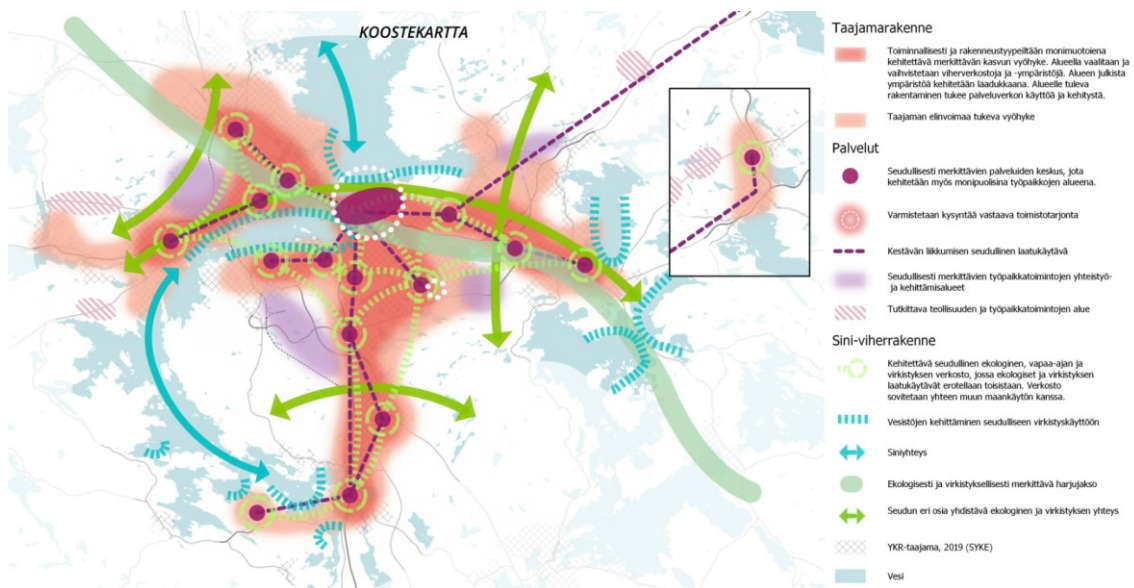 KOOSTEKARTTA
Taajamarakenne
Toiminnallisesti ja rakennustyypeiltään monimuotoiena
kehitettävä merkittävän kasvun vyöhyke. Alueella vaalitaan ja
vahvistetaan viherverkostoja ja -ympäristöjä. Alueen julkista
ympäristöä kehitetään laadukkaana. Alueelle tuleva
rakentaminen tukee palveluverkon käyttöä ja kehitystä.
Taajaman elinvoimaa tukeva vyöhyke
Palvelut
Seudullisesti merkittävien palveluiden keskus, jota
kehitetään myös monipuolisina työpaikkojen alueena.
Varmistetaan kysyntää vastaava toimistotarjonta
Kestävän liikkumisen seudullinen laatukäytävä
Seudullisesti merkittävien työpaikkatoimintojen yhteistyö-
ja kehittämisalueet
Tutkittava teollisuuden ja työpaikkatoimintojen alue
Sini-viherrakenne
Kehitettävä seudullinen ekologinen, vapaa-ajan ja
virkistyksen verkosto, jossa ekologiset ja virkistyksen
laatukäytävät erotellaan toisistaan. Verkosto
sovitetaan yhteen muun maankäytön kanssa.
Vesistöjen kehittäminen seudulliseen virkistyskäyttöön
Siniyhteys
Ekologisesti ja virkistyksellisesti merkittävä harjujakso
Seudun eri osia yhdistävä ekologinen ja virkistyksen yhteys
YKR-taajama, 2019 (SYKE)
Vesi